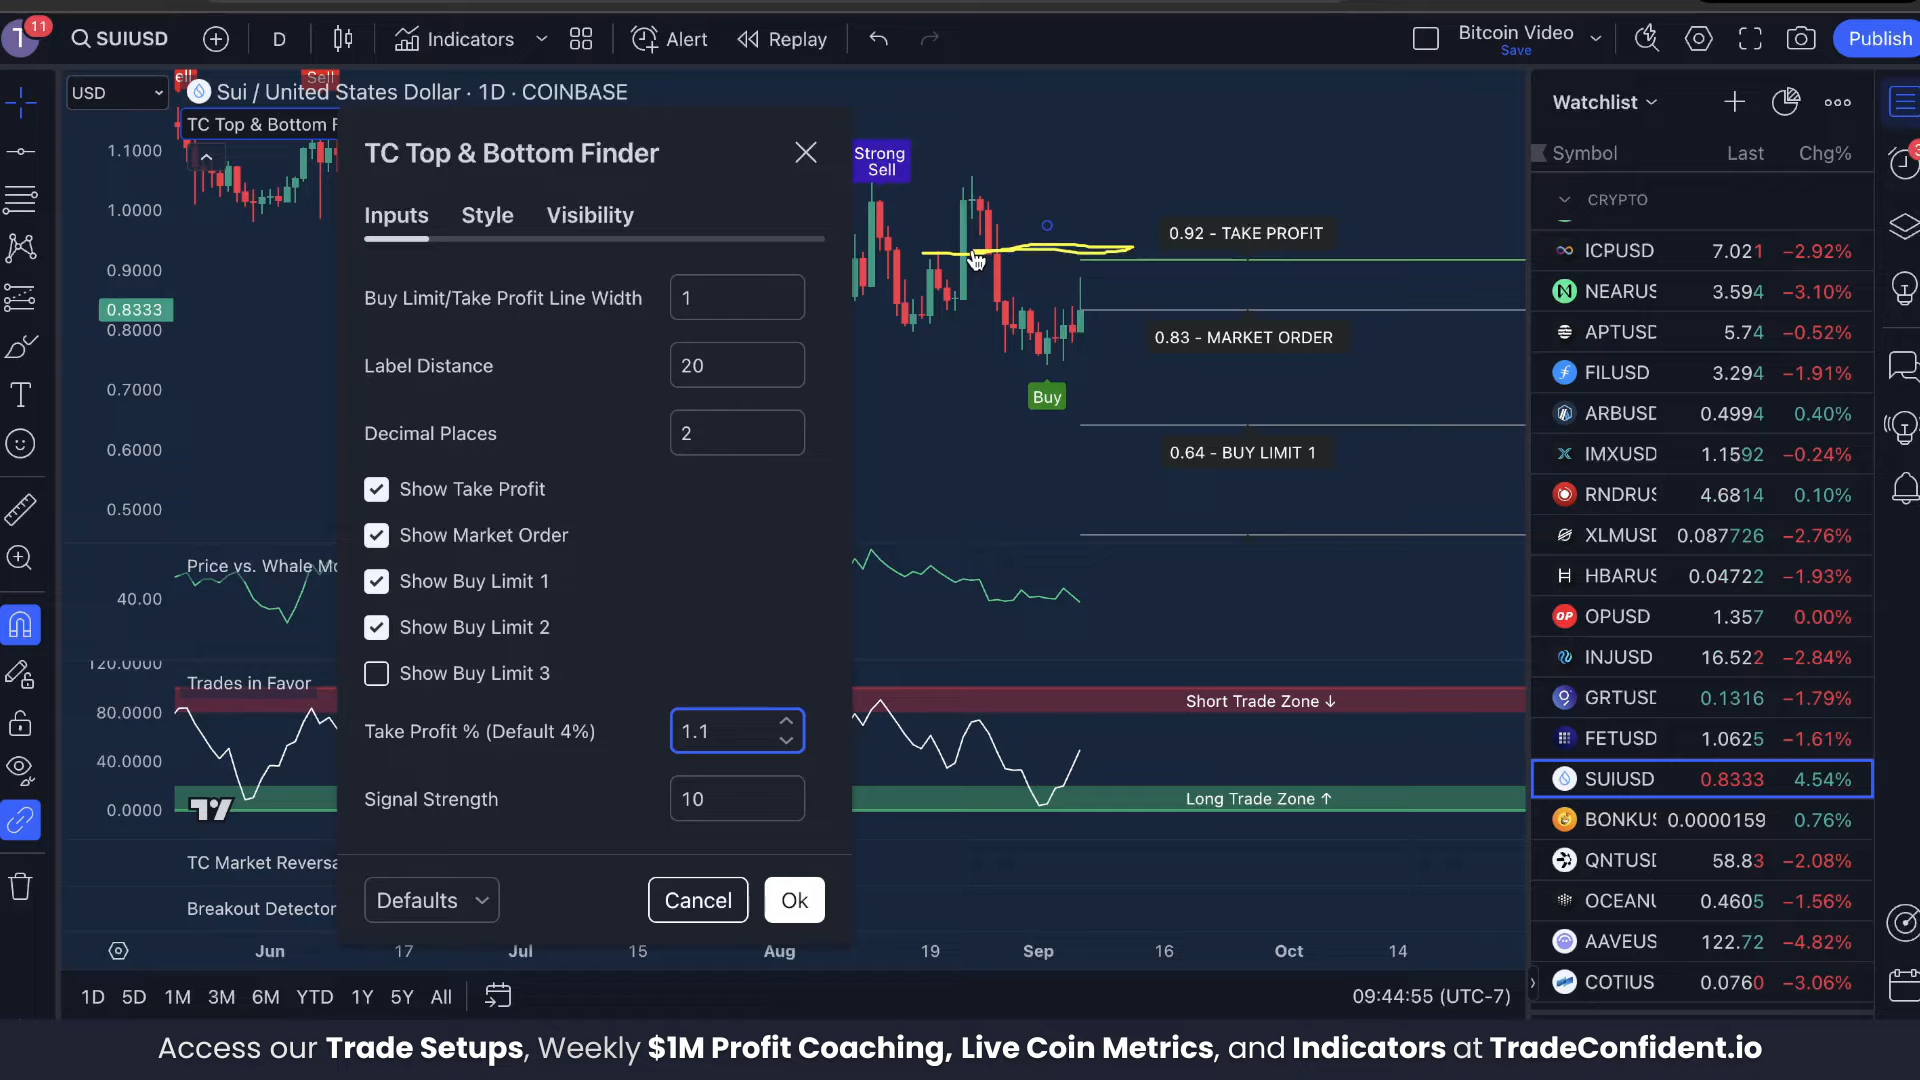 T
11
SUIUSD
D
Indicators
Alert
Replay
Bitcoin Video
Save
Publish
USD
Sell
Sui / United States Dollar · 1D · COINBASE
TC Top & Bottom F
1.1000
1.0000
0.9000
0.8333
0.8000
0.7000
0.6000
0.5000
TC Top & Bottom Finder
Inputs
Style
Visibility
Buy Limit/Take Profit Line Width
1
Label Distance
20
Decimal Places
2
Show Take Profit
Show Market Order
Show Buy Limit 1
Show Buy Limit 2
Show Buy Limit 3
Take Profit % (Default 4%)
1.1
Signal Strength
10
Defaults
Cancel
Ok
Strong
Sell
0.92 - TAKE PROFIT
0.83 - MARKET ORDER
Buy
0.64 - BUY LIMIT 1
Price vs. Whale Mo
40.00
120.0000
Trades in Favor
80.0000
40.0000
0.0000
Short Trade Zone ↓
Long Trade Zone ↑
TC Market Reversa
Breakout Detector
Jun 17 Jul 15 Aug 19 Sep 16 Oct 14
1D 5D 1M 3M 6M YTD 1Y 5Y All
09:44:55 (UTC-7)
Watchlist
Symbol Last Chg%
CRYPTO
ICPUSD 7.021 −2.92%
NEARUS 3.594 −3.10%
APTUSD 5.74 −0.52%
FILUSD 3.294 −1.91%
ARBUSD 0.4994 0.40%
IMXUSD 1.1592 −0.24%
RNDRUS 4.6814 0.10%
XLMUSD 0.087726 −2.76%
HBARUS 0.04722 −1.93%
OPUSD 1.357 0.00%
INJUSD 16.522 −2.84%
GRTUSD 0.1316 −1.79%
FETUSD 1.0625 −1.61%
SUIUSD 0.8333 4.54%
BONKUS 0.0000159 0.76%
QNTUSD 58.83 −2.08%
OCEANU 0.4605 −1.56%
AAVEUS 122.72 −4.82%
COTIUS 0.0760 −3.06%
Access our Trade Setups, Weekly $1M Profit Coaching, Live Coin Metrics, and Indicators at TradeConfident.io